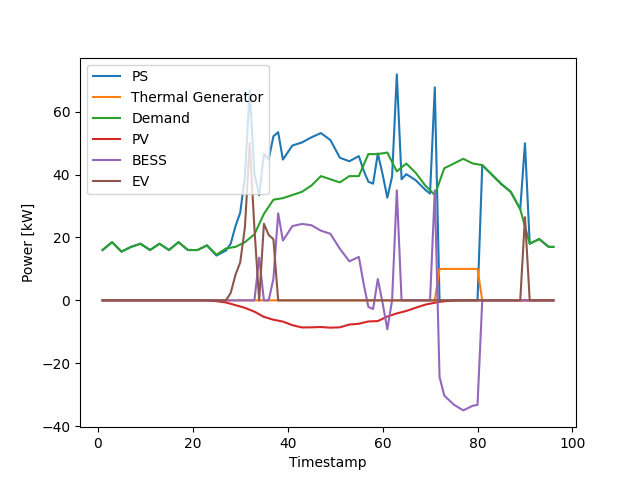 PS
Thermal Generator
Demand
PV
BESS
EV
Power [kW]
60
40
20
0
−20
−40
0 20 40 60 80 100
Timestamp